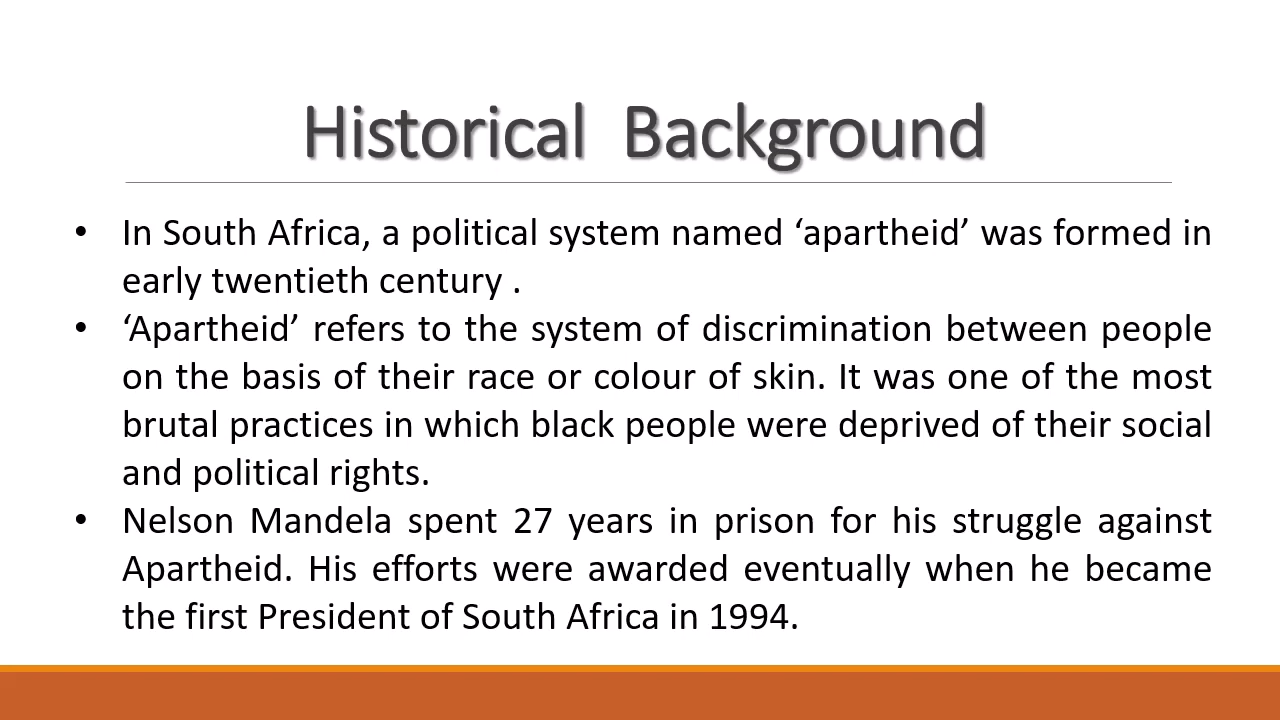 Historical Background
• In South Africa, a political system named ‘apartheid’ was formed in
early twentieth century .
• ‘Apartheid’ refers to the system of discrimination between people
on the basis of their race or colour of skin. It was one of the most
brutal practices in which black people were deprived of their social
and political rights.
• Nelson Mandela spent 27 years in prison for his struggle against
Apartheid. His efforts were awarded eventually when he became
the first President of South Africa in 1994.